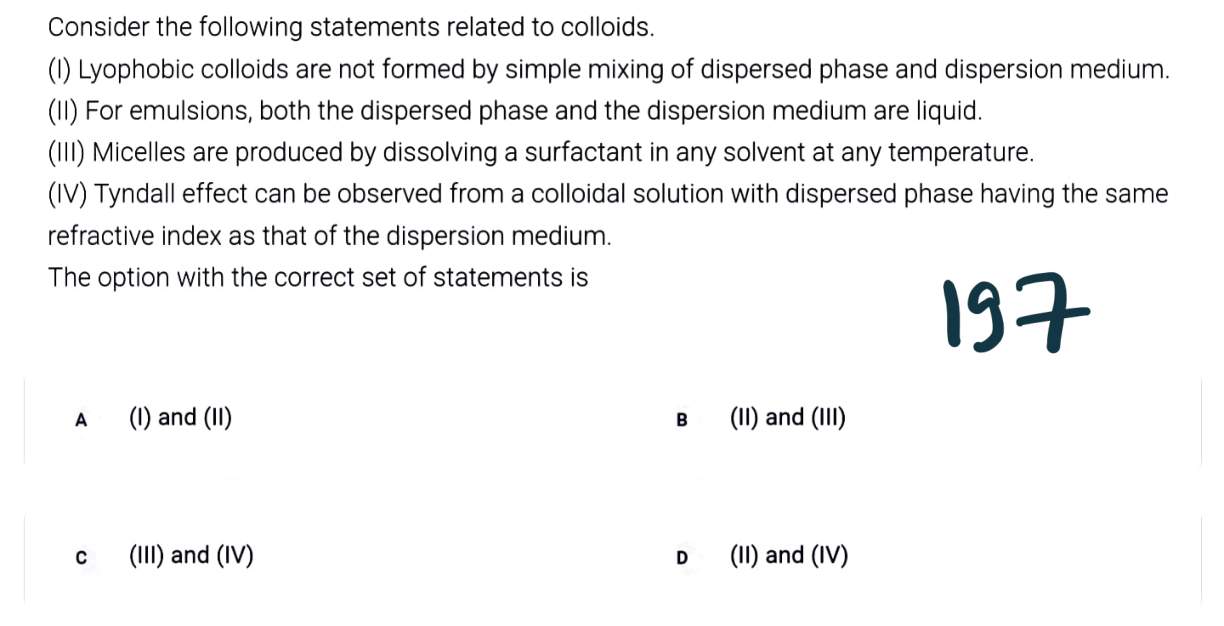 Consider the following statements related to colloids.
(I) Lyophobic colloids are not formed by simple mixing of dispersed phase and dispersion medium.
(II) For emulsions, both the dispersed phase and the dispersion medium are liquid.
(III) Micelles are produced by dissolving a surfactant in any solvent at any temperature.
(IV) Tyndall effect can be observed from a colloidal solution with dispersed phase having the same
refractive index as that of the dispersion medium.
The option with the correct set of statements is
197
A (I) and (II)
B (II) and (III)
C (III) and (IV)
D (II) and (IV)